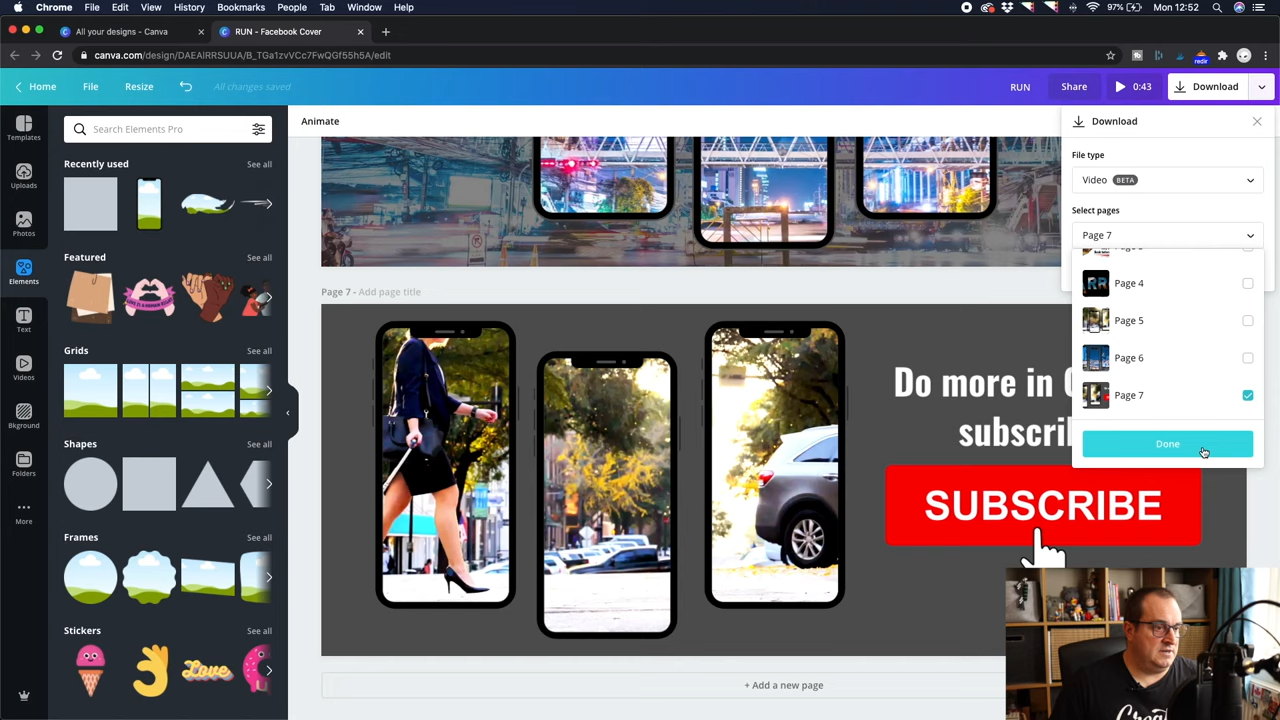 Chrome File Edit View History Bookmarks People Tab Window Help
97% Mon 12:52
All your designs - Canva
RUN - Facebook Cover
canva.com/design/DAEAlRRSUUA/B_TGa1zvVCc7FwQGf55h5A/edit
redir
Home
File
Resize
All changes saved
RUN
Share
0:43
Download
Templates
Uploads
Photos
Elements
Text
Videos
Bkground
Folders
More
Search Elements Pro
Recently used
See all
Featured
See all
Grids
See all
Shapes
See all
Frames
See all
Stickers
See all
Love
Animate
Page 7 - Add page title
Do more in
subscri
SUBSCRIBE
+ Add a new page
Download
File type
Video BETA
Select pages
Page 7
Page 4
Page 5
Page 6
Page 7
Done